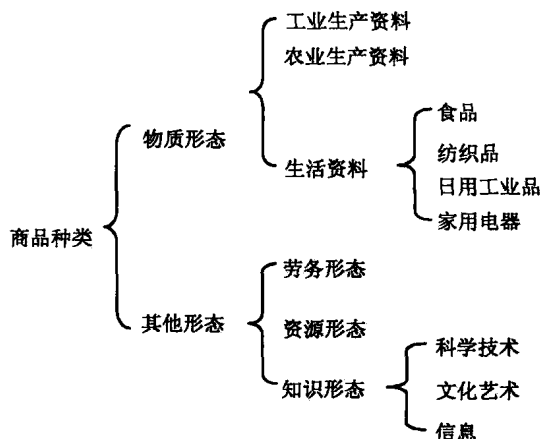 商品种类
物质形态
工业生产资料
农业生产资料
生活资料
食品
纺织品
日用工业品
家用电器
其他形态
劳务形态
资源形态
知识形态
科学技术
文化艺术
信息